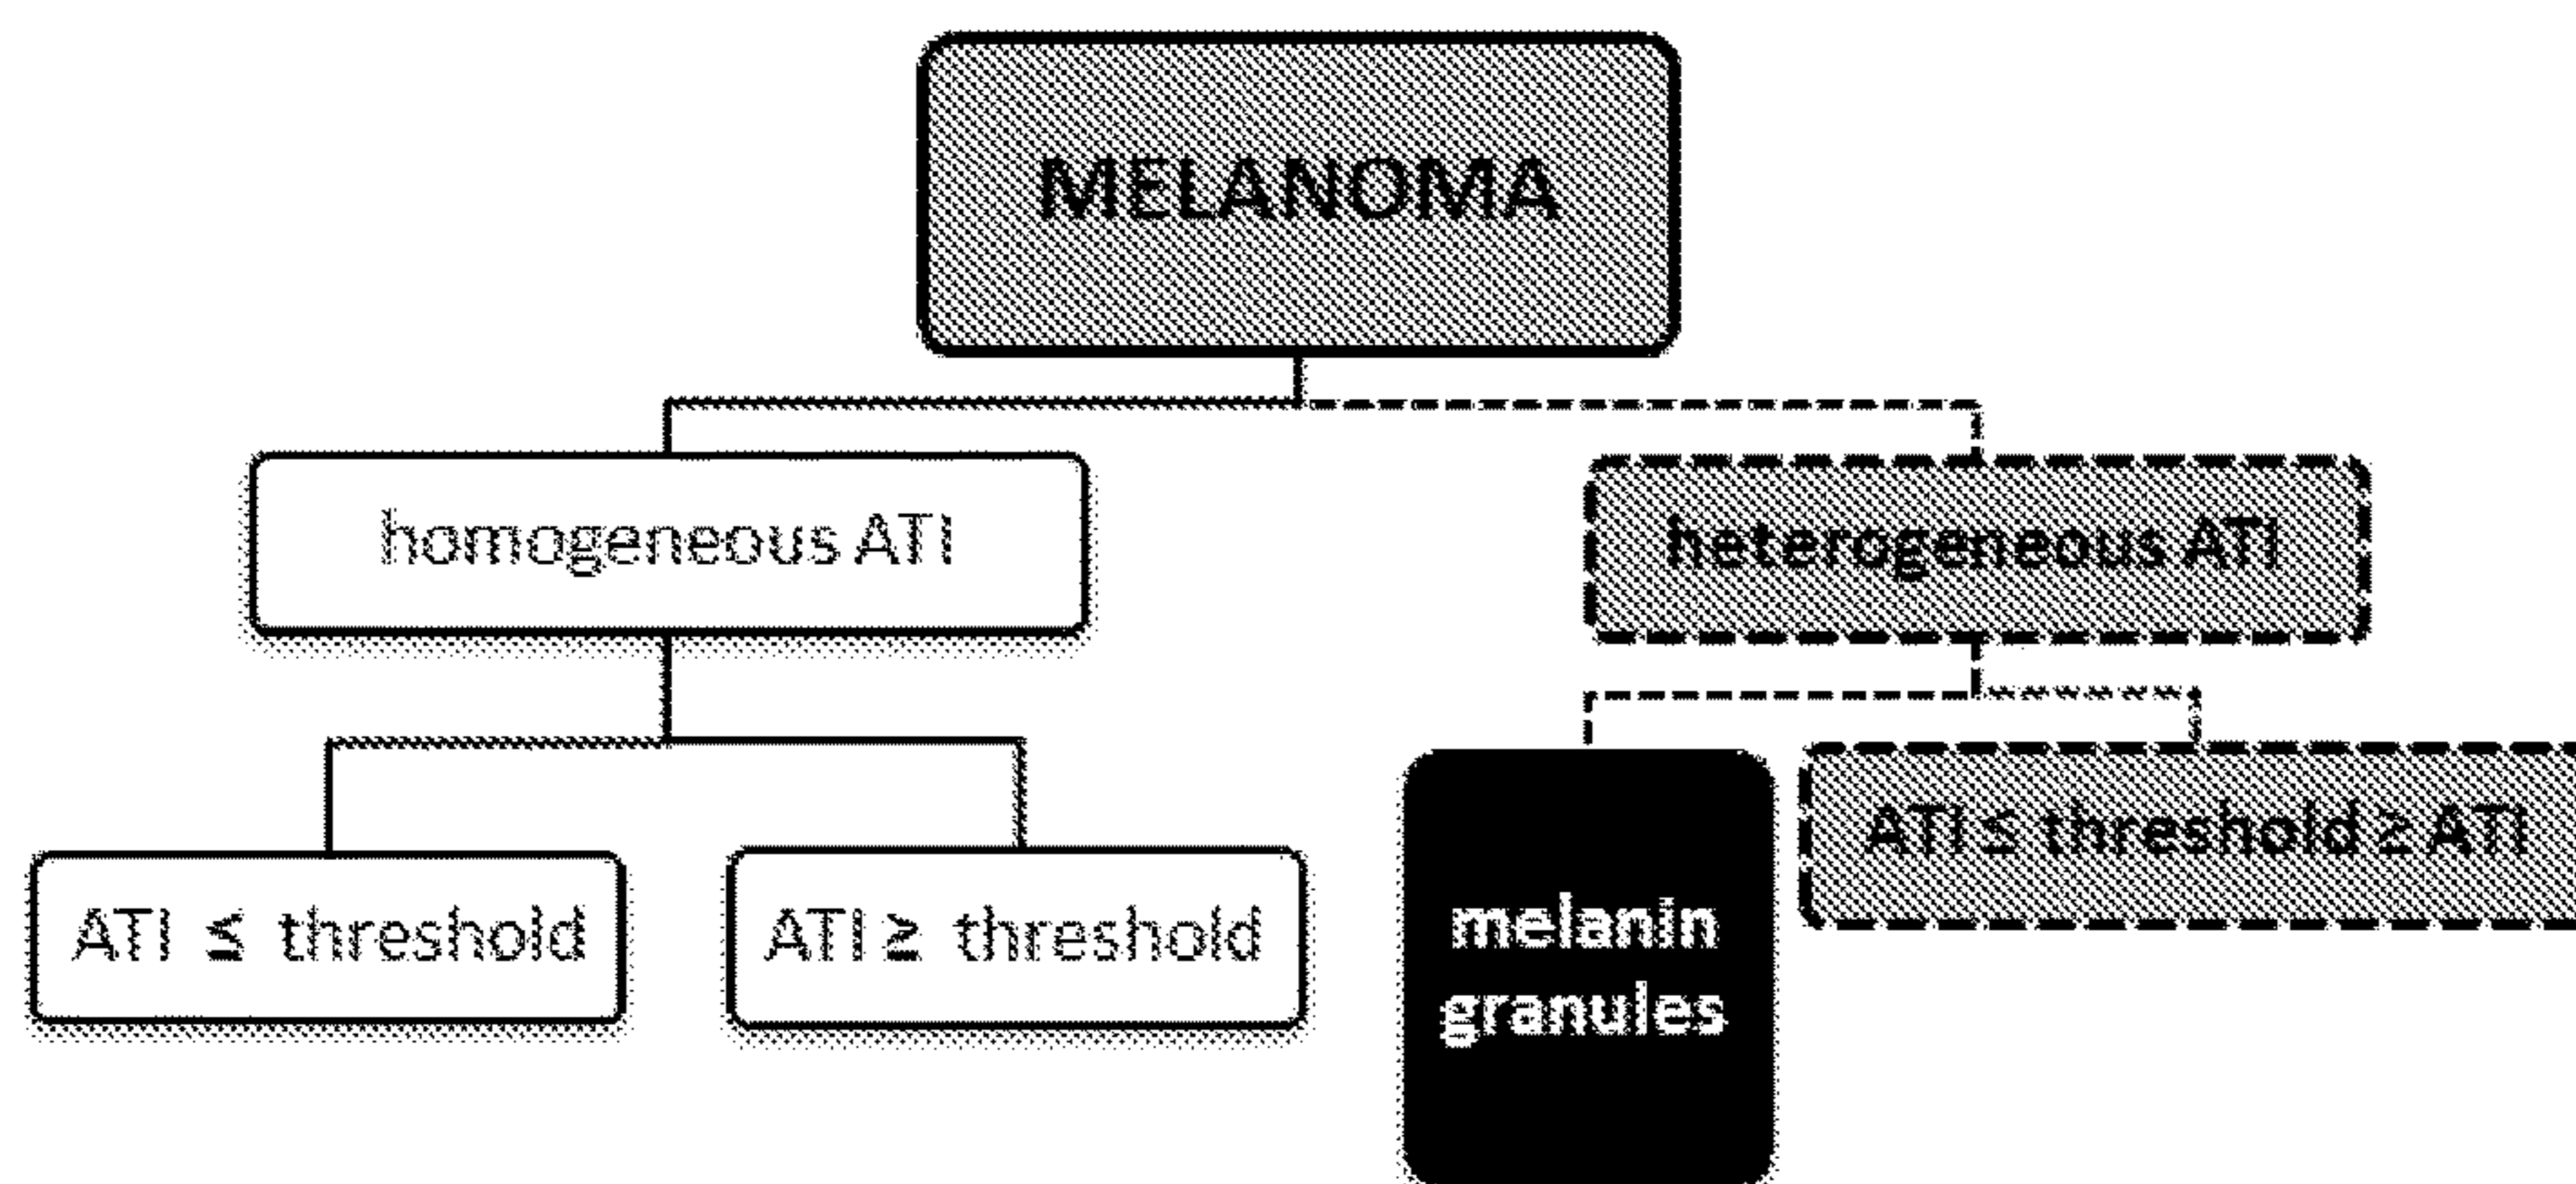 MELANOMA
homogeneous ATI
heterogeneous ATI
ATI ≤ threshold
ATI ≥ threshold
melanin
granules
ATI ≤ threshold ≥ ATI